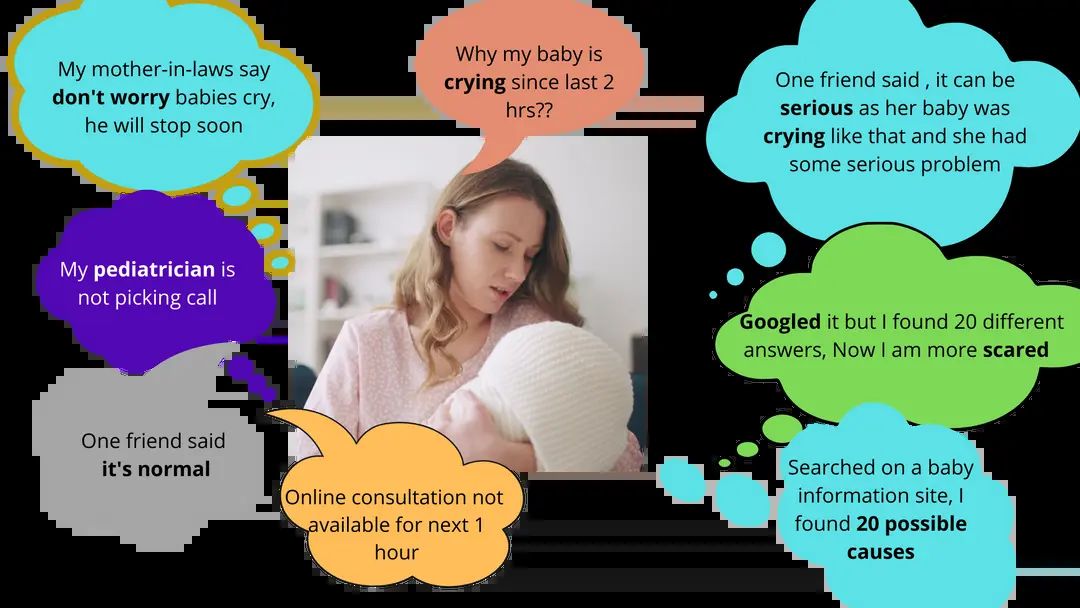 My mother-in-laws say
don't worry babies cry,
he will stop soon
Why my baby is
crying since last 2
hrs??
One friend said , it can be
serious as her baby was
crying like that and she had
some serious problem
My pediatrician is
not picking call
Googled it but I found 20 different
answers, Now I am more scared
One friend said
it's normal
Online consultation not
available for next 1
hour
Searched on a baby
information site, I
found 20 possible
causes